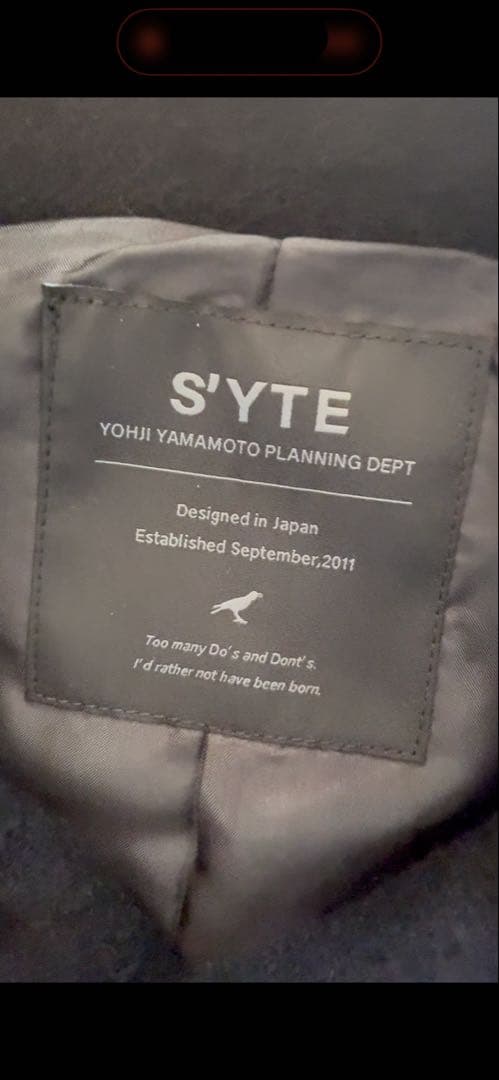 S'YTE
YOHJI YAMAMOTO PLANNING DEPT
Designed in Japan
Established September,2011
Too many Do's and Dont's.
I'd rather not have been born.